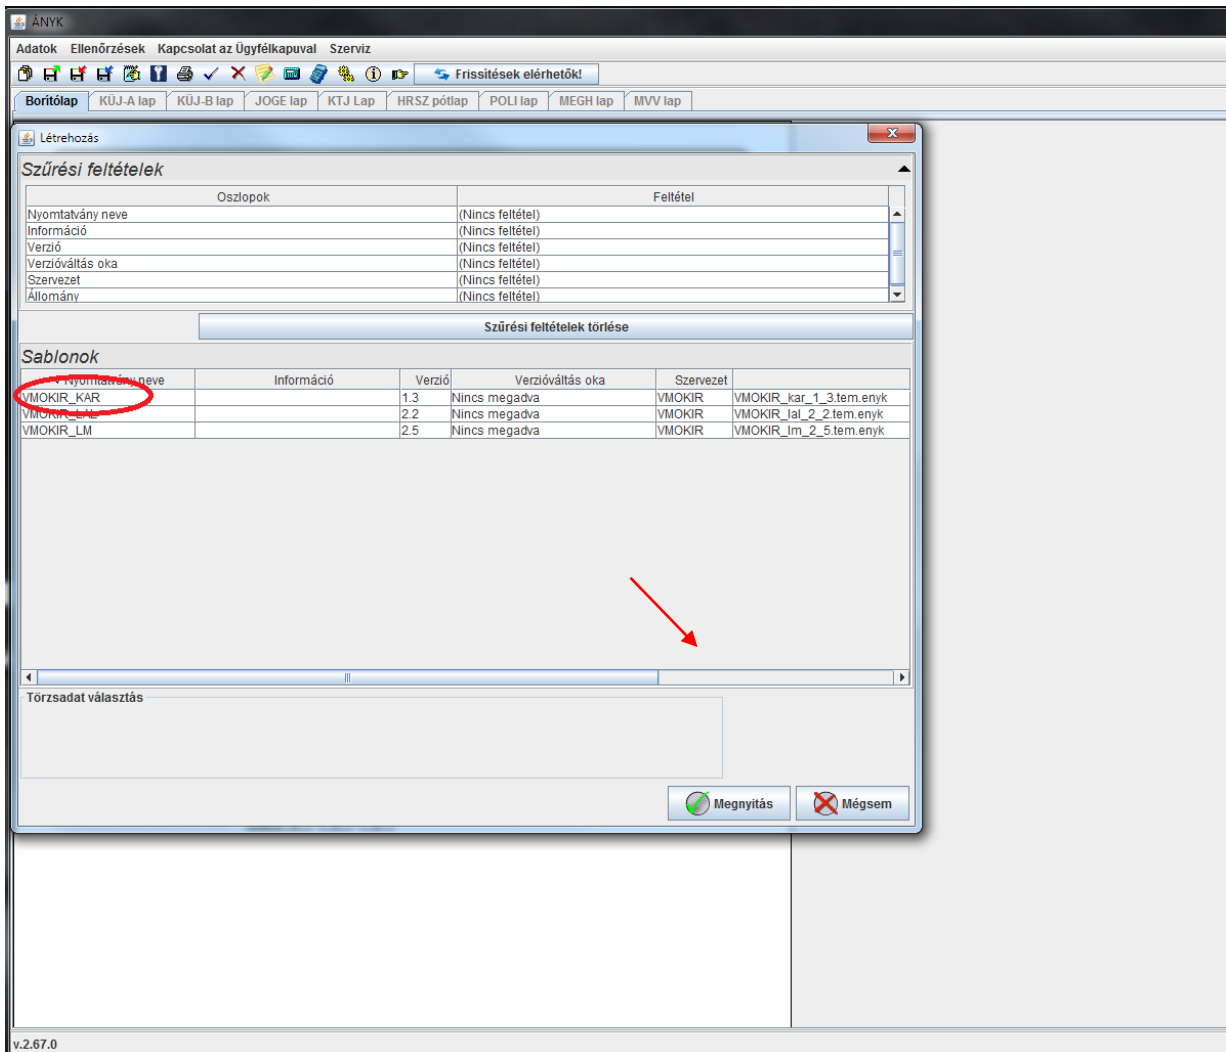 ÁNYK
Adatok Ellenőrzések Kapcsolat az Ügyfélkapuval Szerviz
Frissítések elérhetők!
Borítólap KÜJ-A lap KÜJ-B lap JOGE lap KTJ Lap HRSZ pótlap POLI lap MEGH lap MVV lap
Létrehozás
Szűrési feltételek
Oszlopok Feltétel
Nyomtatvány neve (Nincs feltétel)
Információ (Nincs feltétel)
Verzió (Nincs feltétel)
Verzióváltás oka (Nincs feltétel)
Szervezet (Nincs feltétel)
Állomány (Nincs feltétel)
Szűrési feltételek törlése
Sablonok
Nyomtatvány neve Információ Verzió Verzióváltás oka Szervezet
VMOKIR_KAR 1.3 Nincs megadva VMOKIR VMOKIR_kar_1_3.tem.enyk
VMOKIR_LAL 2.2 Nincs megadva VMOKIR VMOKIR_lal_2_2.tem.enyk
VMOKIR_LM 2.5 Nincs megadva VMOKIR VMOKIR_lm_2_5.tem.enyk
Törzsadat választás
Megnyitás Mégsem
v.2.67.0